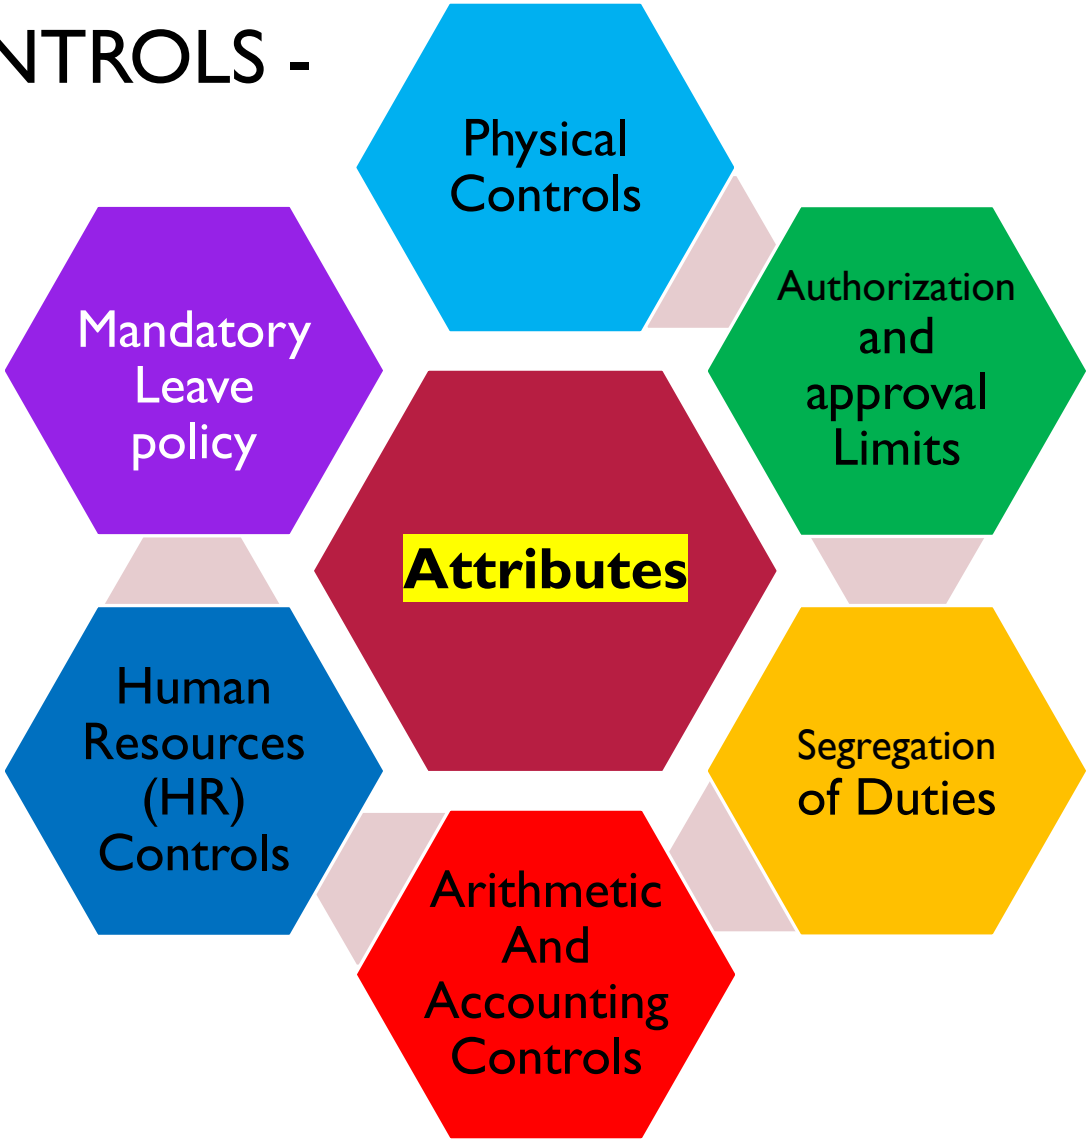 NTROLS -
Physical
Controls
Authorization
and
approval
Limits
Segregation
of Duties
Arithmetic
And
Accounting
Controls
Human
Resources
(HR)
Controls
Mandatory
Leave
policy
Attributes